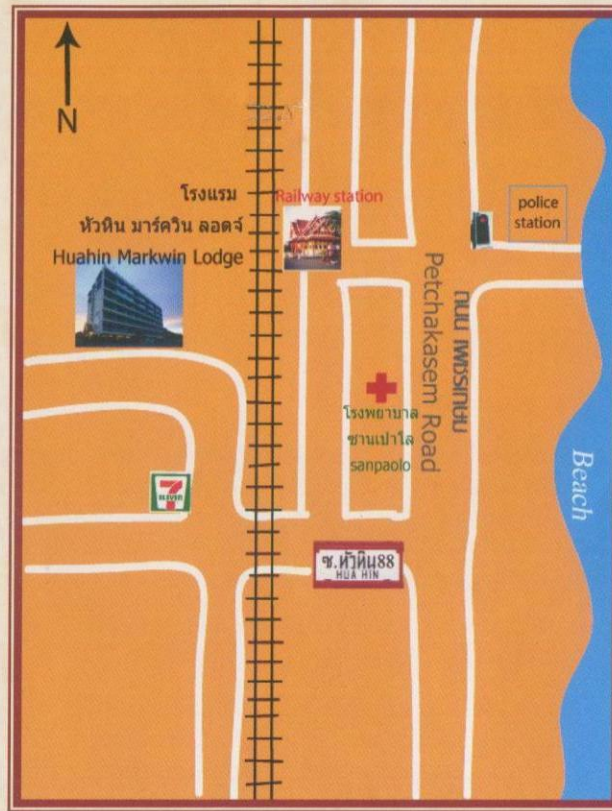 N
โรงแรม
หัวหิน มาร์ควิน ลอดจ์
Huahin Markwin Lodge
Railway station
police
station
ถนน เพชรเกษม
Petchakasem Road
โรงพยาบาล
ซานเปาโล
sanpaolo
7
ELEVEN
Beach
ซ.หัวหิน88
HUA HIN